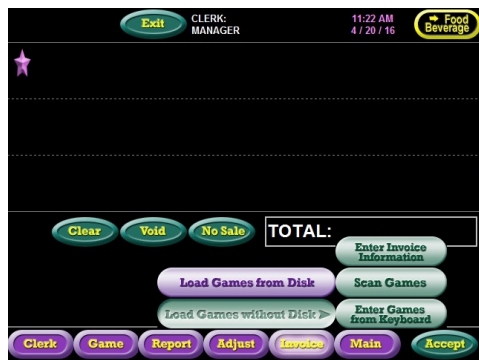 Exit
CLERK:
MANAGER
11:22 AM
4 / 20 / 16
Food
Beverage
Clear
Void
No Sale
TOTAL:
Enter Invoice
Information
Load Games from Disk
Scan Games
Load Games without Disk
Enter Games
from Keyboard
Clerk
Game
Report
Adjust
Invoice
Main
Accept